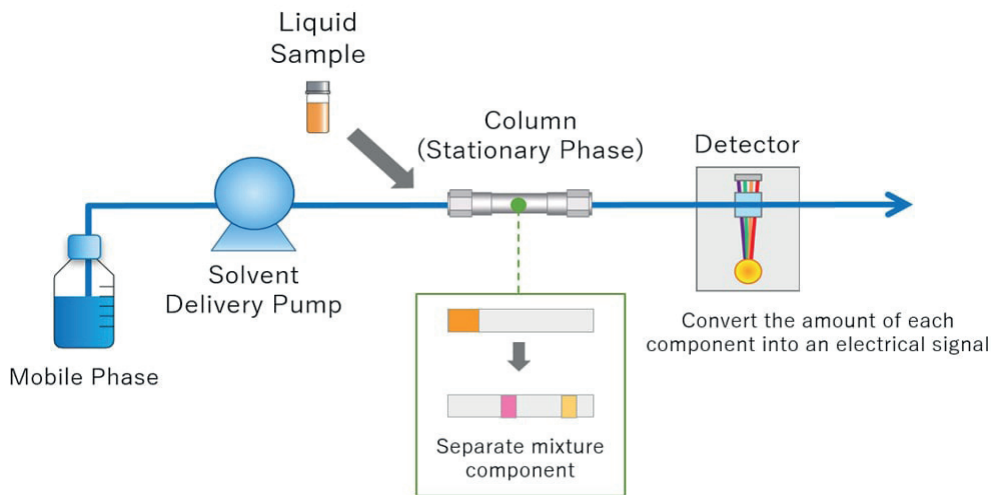 Liquid
Sample
Column
(Stationary Phase)
Detector
Solvent
Delivery Pump
Mobile Phase
Convert the amount of each
component into an electrical signal
Separate mixture
component